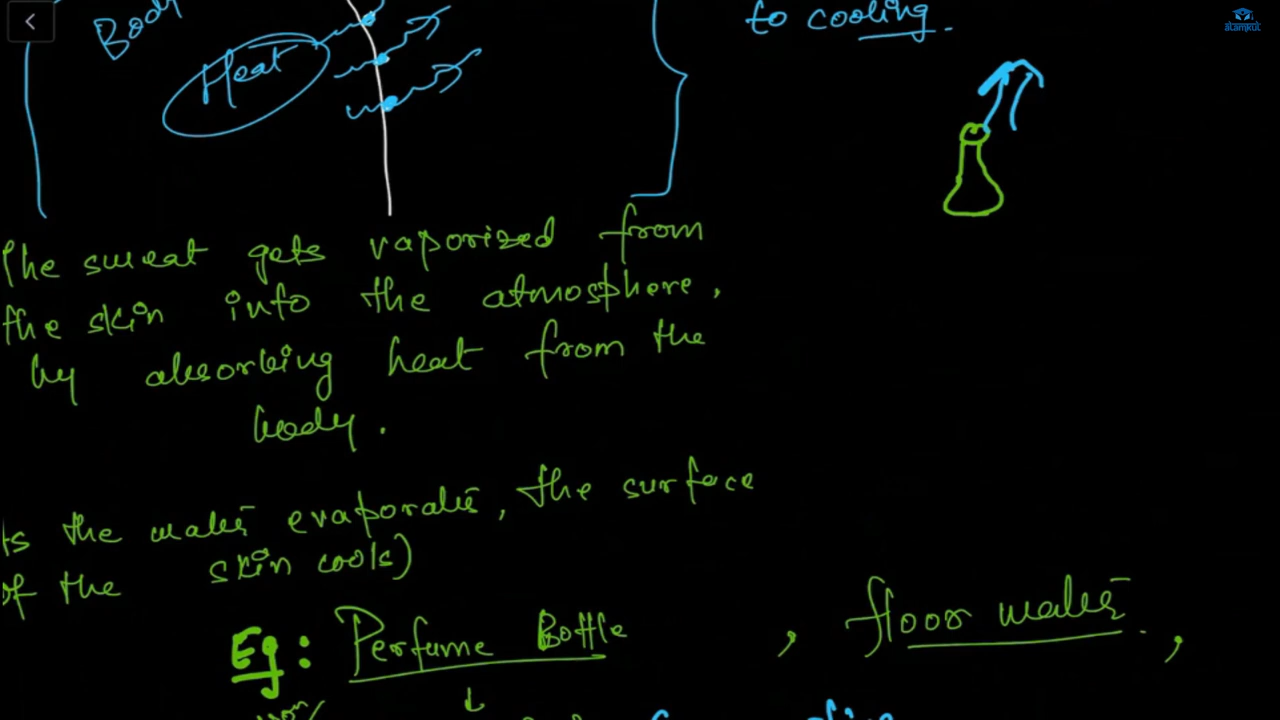 Body
to cooling.
atamkul
Heat
The sweat gets vaporized from
the skin into the atmosphere,
by absorbing heat from the
body.
the water evaporates, the surface
of the skin cools)
Eg: Perfume Bottle , floor water ,